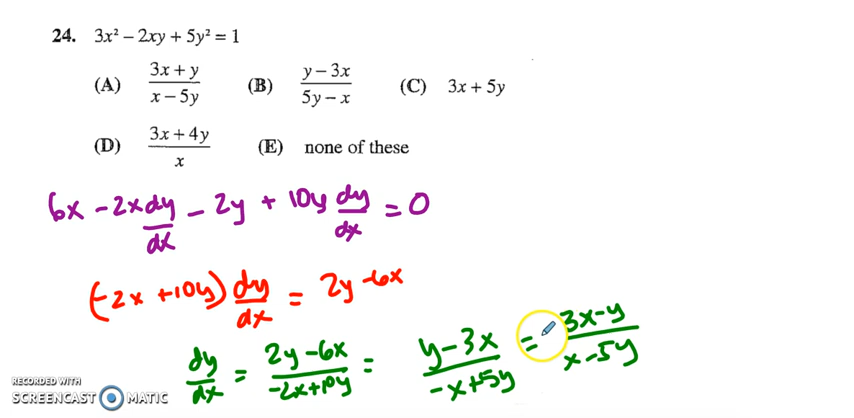 24. 3x² – 2xy + 5y² = 1
(A) (3x + y)/(x – 5y) (B) (y – 3x)/(5y – x) (C) 3x + 5y
(D) (3x + 4y)/x (E) none of these
6x - 2x dy/dx - 2y + 10y dy/dx = 0
(-2x + 10y) dy/dx = 2y - 6x
dy/dx = (2y - 6x)/(-2x + 10y) = (y - 3x)/(-x + 5y) = (3x - y)/(x - 5y)
RECORDED WITH
SCREENCAST MATIC